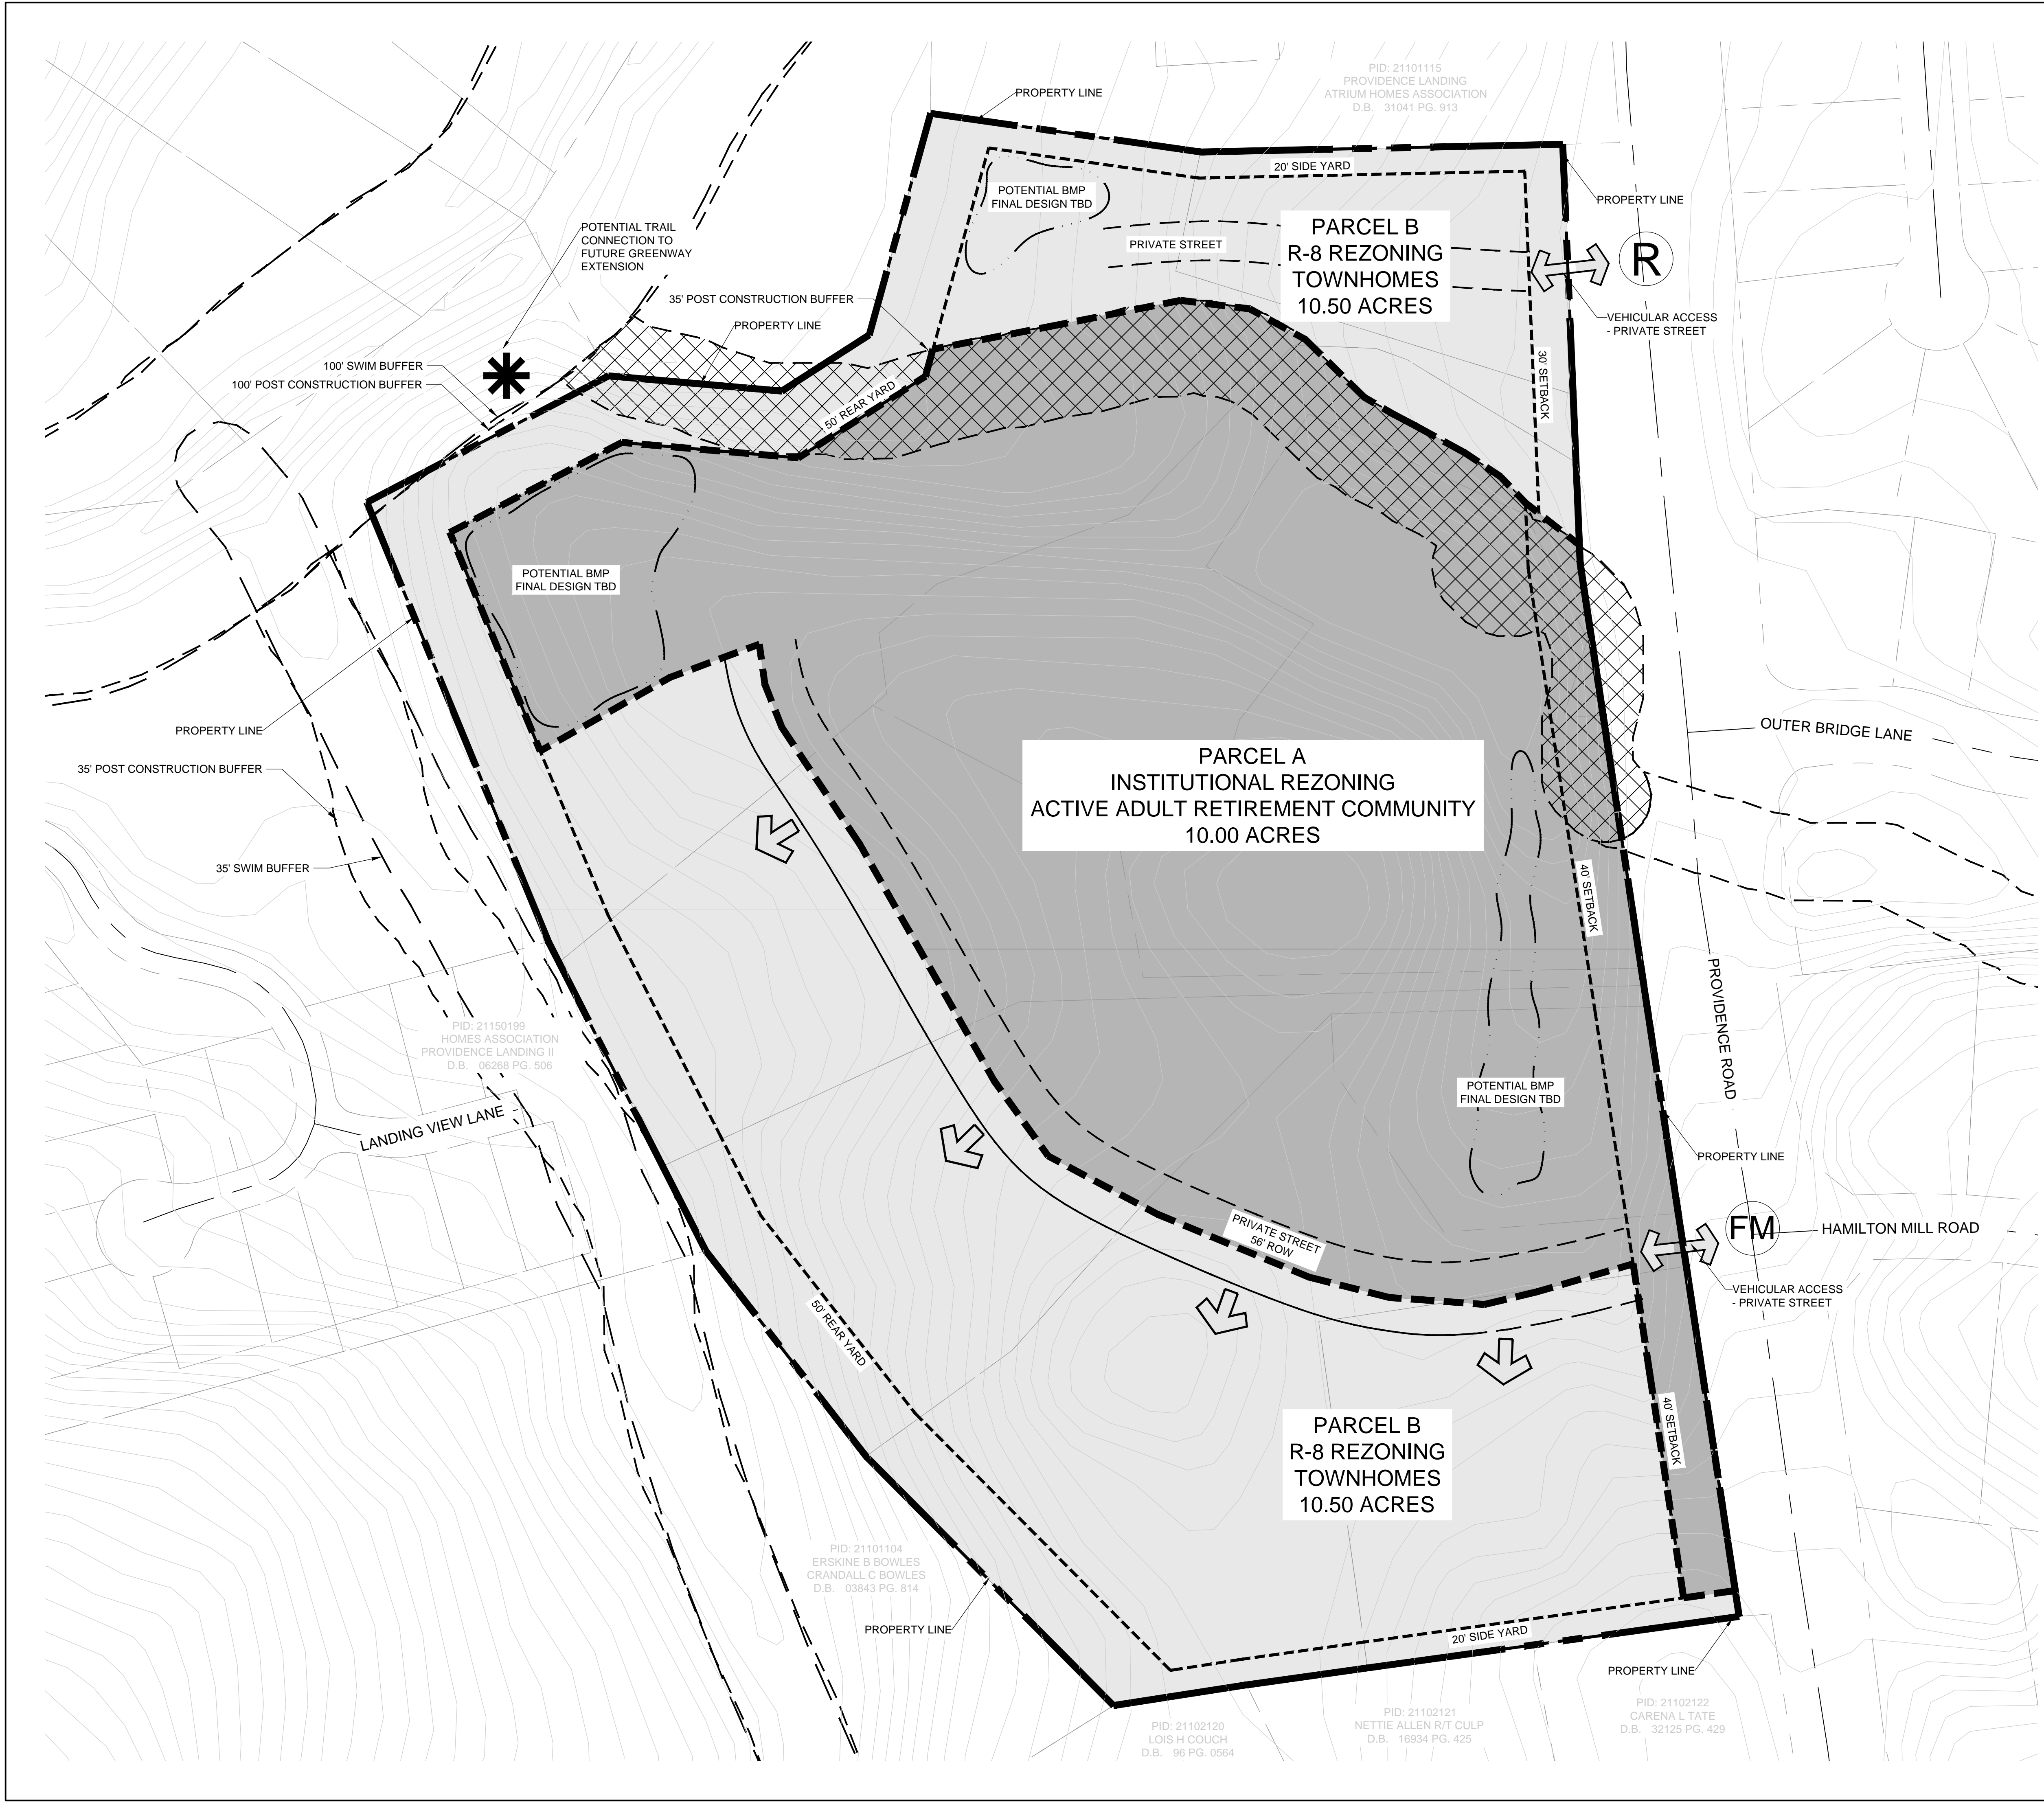 PID: 21101115
PROVIDENCE LANDING
ATRIUM HOMES ASSOCIATION
D.B. 31041 PG. 913
PROPERTY LINE
20' SIDE YARD
POTENTIAL BMP
FINAL DESIGN TBD
PROPERTY LINE
POTENTIAL TRAIL
CONNECTION TO
FUTURE GREENWAY
EXTENSION
PRIVATE STREET
PARCEL B
R-8 REZONING
TOWNHOMES
10.50 ACRES
R
35' POST CONSTRUCTION BUFFER
PROPERTY LINE
VEHICULAR ACCESS
- PRIVATE STREET
100' SWIM BUFFER
100' POST CONSTRUCTION BUFFER
50' REAR YARD
30' SETBACK
POTENTIAL BMP
FINAL DESIGN TBD
PROPERTY LINE
35' POST CONSTRUCTION BUFFER
35' SWIM BUFFER
PARCEL A
INSTITUTIONAL REZONING
ACTIVE ADULT RETIREMENT COMMUNITY
10.00 ACRES
OUTER BRIDGE LANE
40' SETBACK
PROVIDENCE ROAD
PID: 21150199
HOMES ASSOCIATION
PROVIDENCE LANDING II
D.B. 06268 PG. 506
LANDING VIEW LANE
POTENTIAL BMP
FINAL DESIGN TBD
PROPERTY LINE
PRIVATE STREET
56' ROW
FM
HAMILTON MILL ROAD
VEHICULAR ACCESS
- PRIVATE STREET
50' REAR YARD
40' SETBACK
PARCEL B
R-8 REZONING
TOWNHOMES
10.50 ACRES
PID: 21101104
ERSKINE B BOWLES
CRANDALL C BOWLES
D.B. 03843 PG. 814
PROPERTY LINE
20' SIDE YARD
PROPERTY LINE
PID: 21102120
LOIS H COUCH
D.B. 96 PG. 0564
PID: 21102121
NETTIE ALLEN R/T CULP
D.B. 16934 PG. 425
PID: 21102122
CARENA L TATE
D.B. 32125 PG. 429